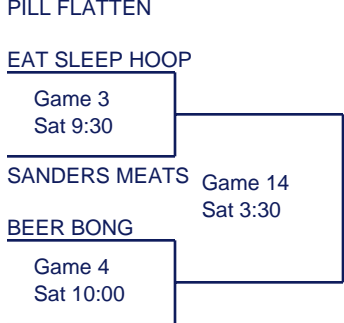 PILL FLATTEN
EAT SLEEP HOOP
Game 3
Sat 9:30
SANDERS MEATS
Game 14
Sat 3:30
BEER BONG
Game 4
Sat 10:00